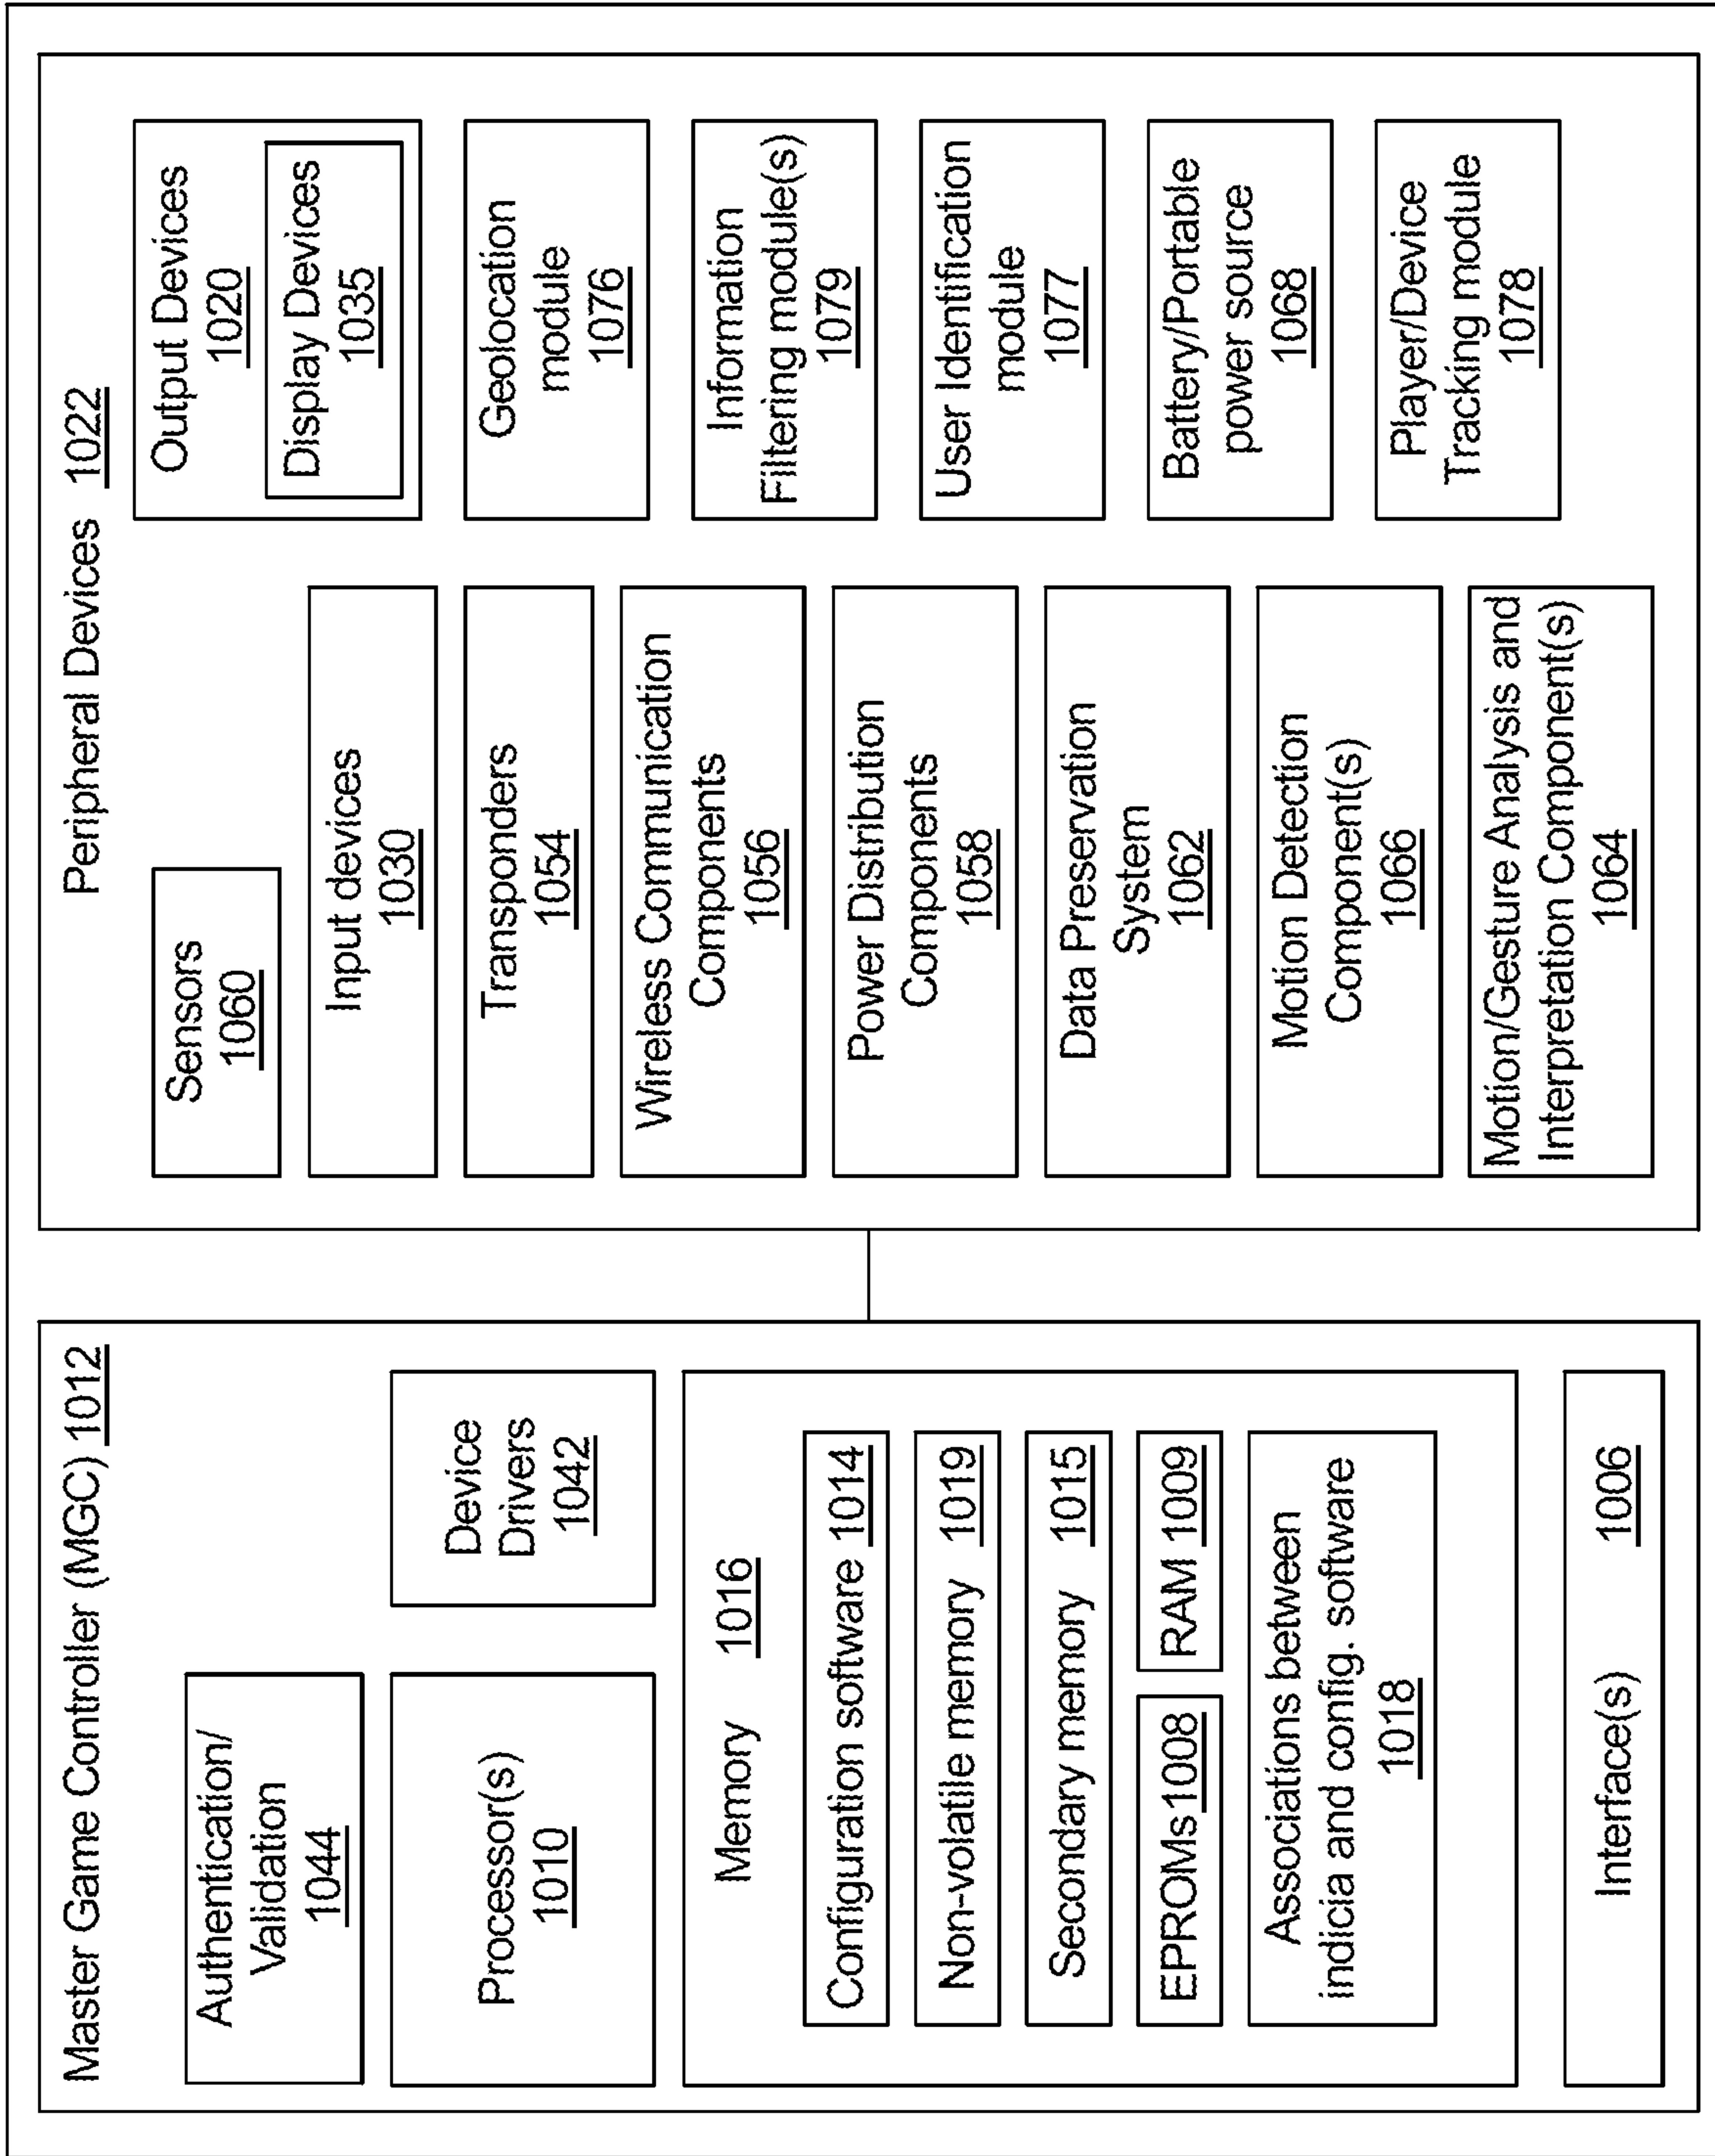 Master Game Controller (MGC) 1012
Authentication/
Validation
1044
Processor(s)
1010
Device
Drivers
1042
Memory 1016
Configuration software 1014
Non-volatile memory 1019
Secondary memory 1015
EPROMs1008
RAM 1009
Associations between
indicia and config. software
1018
Interface(s) 1006
Peripheral Devices 1022
Sensors
1060
Input devices
1030
Transponders
1054
Wireless Communication
Components
1056
Power Distribution
Components
1058
Data Preservation
System
1062
Motion Detection
Component(s)
1066
Motion/Gesture Analysis and
Interpretation Component(s)
1064
Output Devices
1020
Display Devices
1035
Geolocation
module
1076
Information
Filtering module(s)
1079
User Identification
module
1077
Battery/Portable
power source
1068
Player/Device
Tracking module
1078